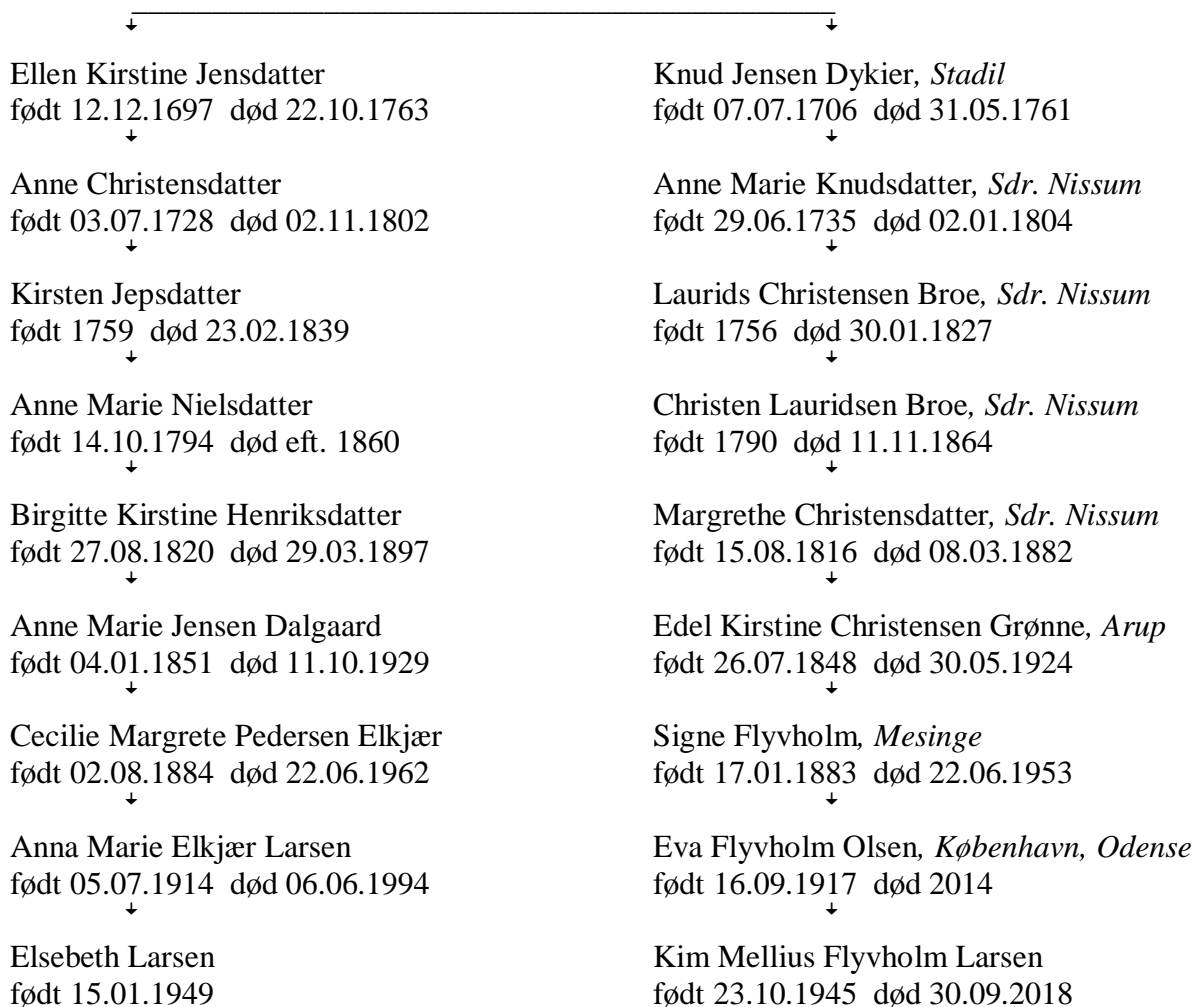 Ellen Kirstine Jensdatter
født 12.12.1697  død 22.10.1763
Anne Christensdatter
født 03.07.1728  død 02.11.1802
Kirsten Jepsdatter
født 1759  død 23.02.1839
Anne Marie Nielsdatter
født 14.10.1794  død eft. 1860
Birgitte Kirstine Henriksdatter
født 27.08.1820  død 29.03.1897
Anne Marie Jensen Dalgaard
født 04.01.1851  død 11.10.1929
Cecilie Margrete Pedersen Elkjær
født 02.08.1884  død 22.06.1962
Anna Marie Elkjær Larsen
født 05.07.1914  død 06.06.1994
Elsebeth Larsen
født 15.01.1949
Knud Jensen Dykier, Stadil
født 07.07.1706  død 31.05.1761
Anne Marie Knudsdatter, Sdr. Nissum
født 29.06.1735  død 02.01.1804
Laurids Christensen Broe, Sdr. Nissum
født 1756  død 30.01.1827
Christen Lauridsen Broe, Sdr. Nissum
født 1790  død 11.11.1864
Margrethe Christensdatter, Sdr. Nissum
født 15.08.1816  død 08.03.1882
Edel Kirstine Christensen Grønne, Arup
født 26.07.1848  død 30.05.1924
Signe Flyvholm, Mesinge
født 17.01.1883  død 22.06.1953
Eva Flyvholm Olsen, København, Odense
født 16.09.1917  død 2014
Kim Mellius Flyvholm Larsen
født 23.10.1945  død 30.09.2018